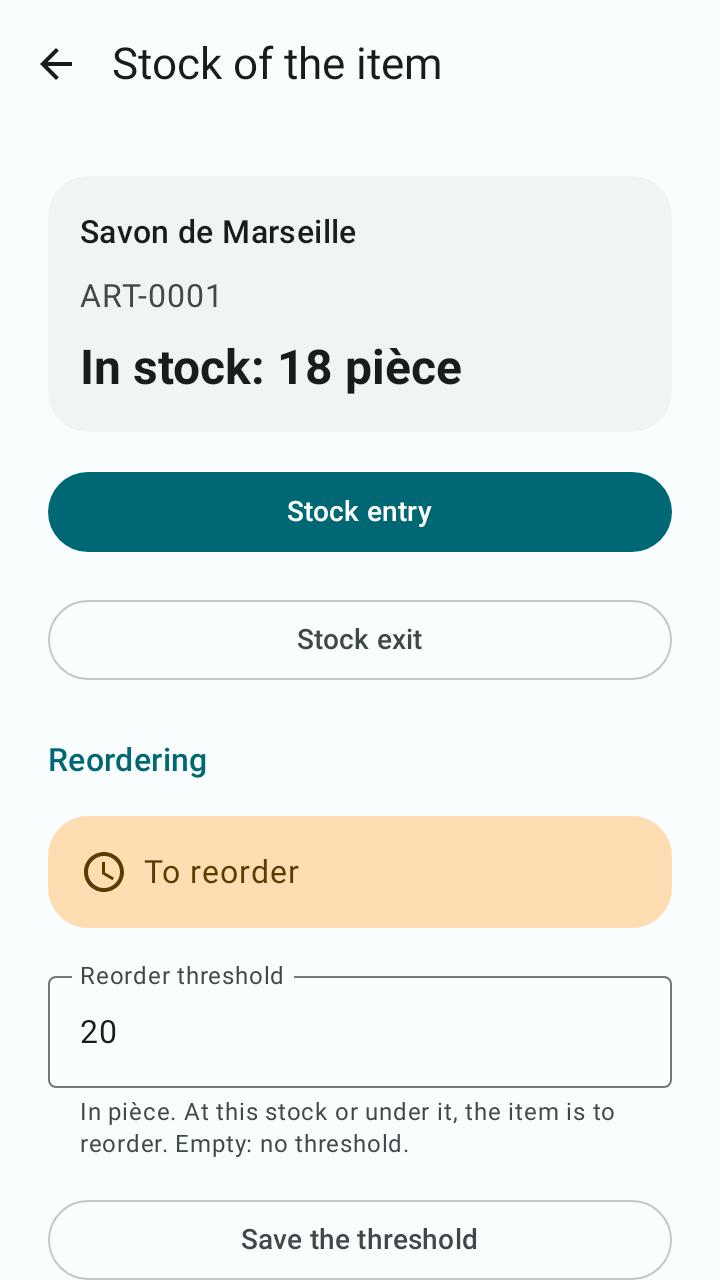 Stock of the item
Savon de Marseille
ART-0001
In stock: 18 pièce
Stock entry
Stock exit
Reordering
To reorder
Reorder threshold
20
In pièce. At this stock or under it, the item is to
reorder. Empty: no threshold.
Save the threshold